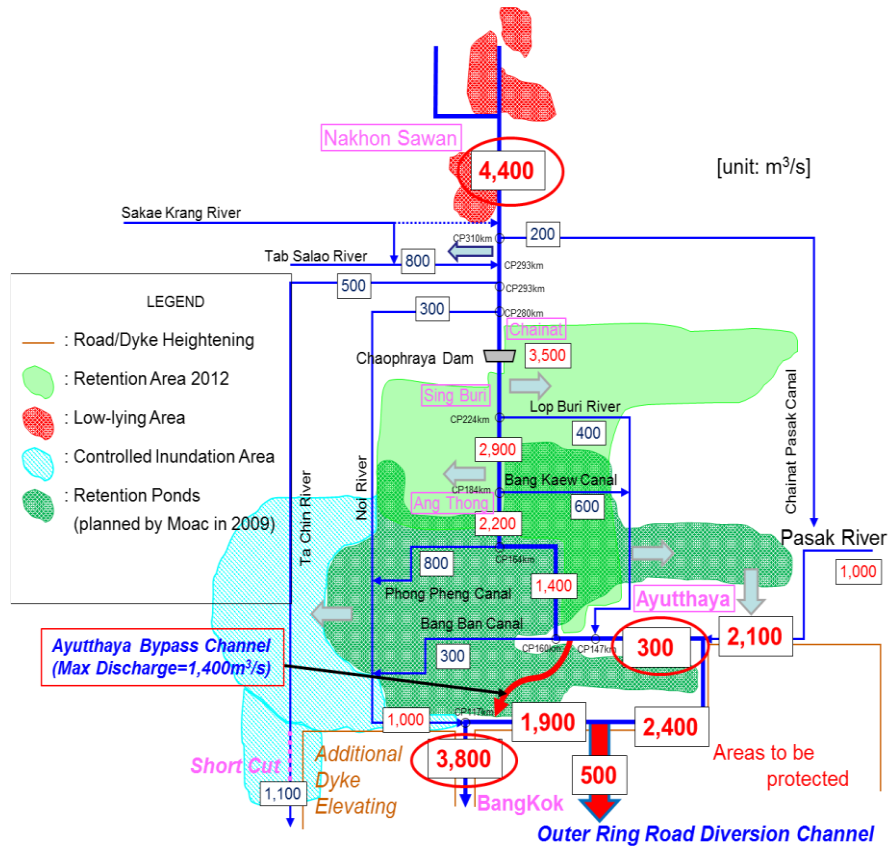 Nakhon Sawan
4,400
[unit: m³/s]
Sakae Krang River
CP310km
200
Tab Salao River
800
CP293km
500
CP293km
LEGEND
300
CP280km
: Road/Dyke Heightening
Chainat
Chaophraya Dam
3,500
: Retention Area 2012
Sing Buri
Lop Buri River
: Low-lying Area
CP224km
400
Chainat Pasak Canal
2,900
: Controlled Inundation Area
Ta Chin River
Noi River
CP184km
Bang Kaew Canal
: Retention Ponds
(planned by Moac in 2009)
Ang Thong
600
2,200
Pasak River
CP164km
800
1,400
1,000
Phong Pheng Canal
Ayutthaya
Bang Ban Canal
Ayutthaya Bypass Channel
(Max Discharge=1,400m³/s)
300
CP160km
CP147km
300
2,100
CP117km
1,000
1,900
2,400
Short Cut
Additional
Dyke
Elevating
3,800
500
Areas to be
protected
1,100
BangKok
Outer Ring Road Diversion Channel